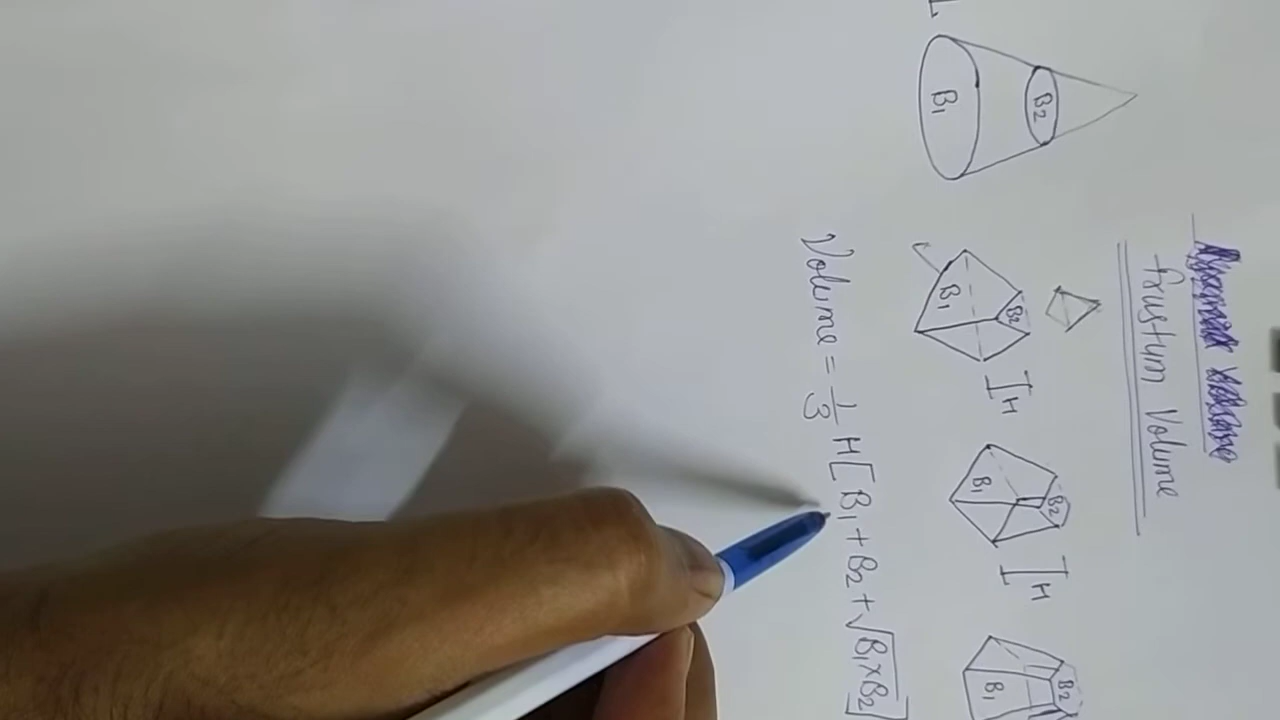 frustum Volume
B1 B2
B1 B2 H
B1 B2 H
B1 B2
Volume = 1/3 H[B1+B2+√B1×B2]